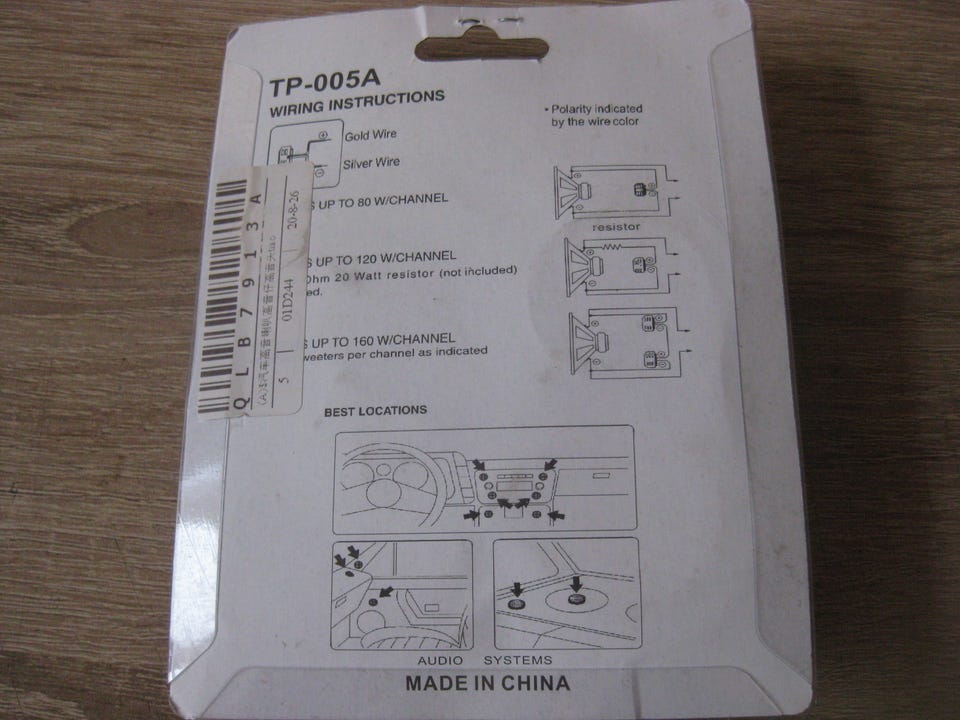 TP-005A
WIRING INSTRUCTIONS
• Polarity indicated
by the wire color
Gold Wire
Silver Wire
S UP TO 80 W/CHANNEL
resistor
S UP TO 120 W/CHANNEL
Ohm 20 Watt resistor (not included)
ed.
S UP TO 160 W/CHANNEL
weeters per channel as indicated
QLB7913A
20-8-26
5 01D244
BEST LOCATIONS
AUDIO SYSTEMS
MADE IN CHINA